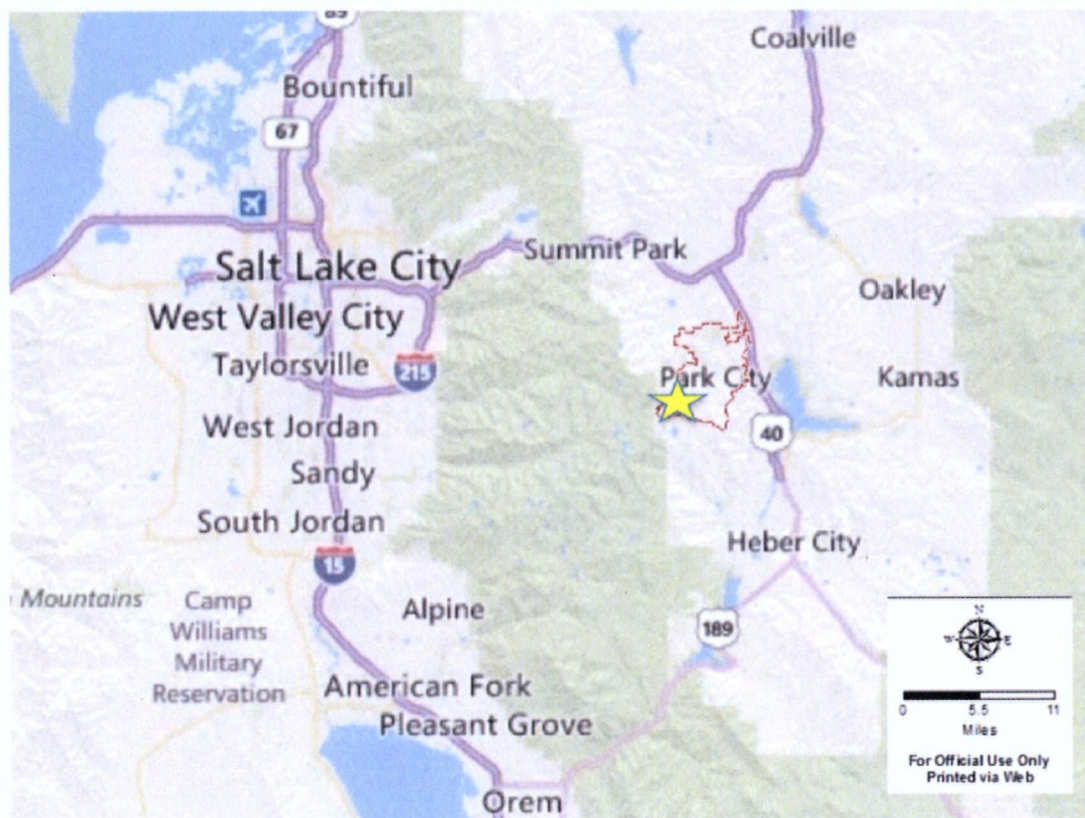 89
Coalville
Bountiful
67
Summit Park
Salt Lake City
Oakley
West Valley City
Taylorsville
215
Park City
Kamas
West Jordan
40
Sandy
South Jordan
Heber City
15
Mountains
Camp
Williams
Military
Reservation
Alpine
189
American Fork
Pleasant Grove
Orem
N
W
E
S
0
5.5
11
Miles
For Official Use Only
Printed via Web